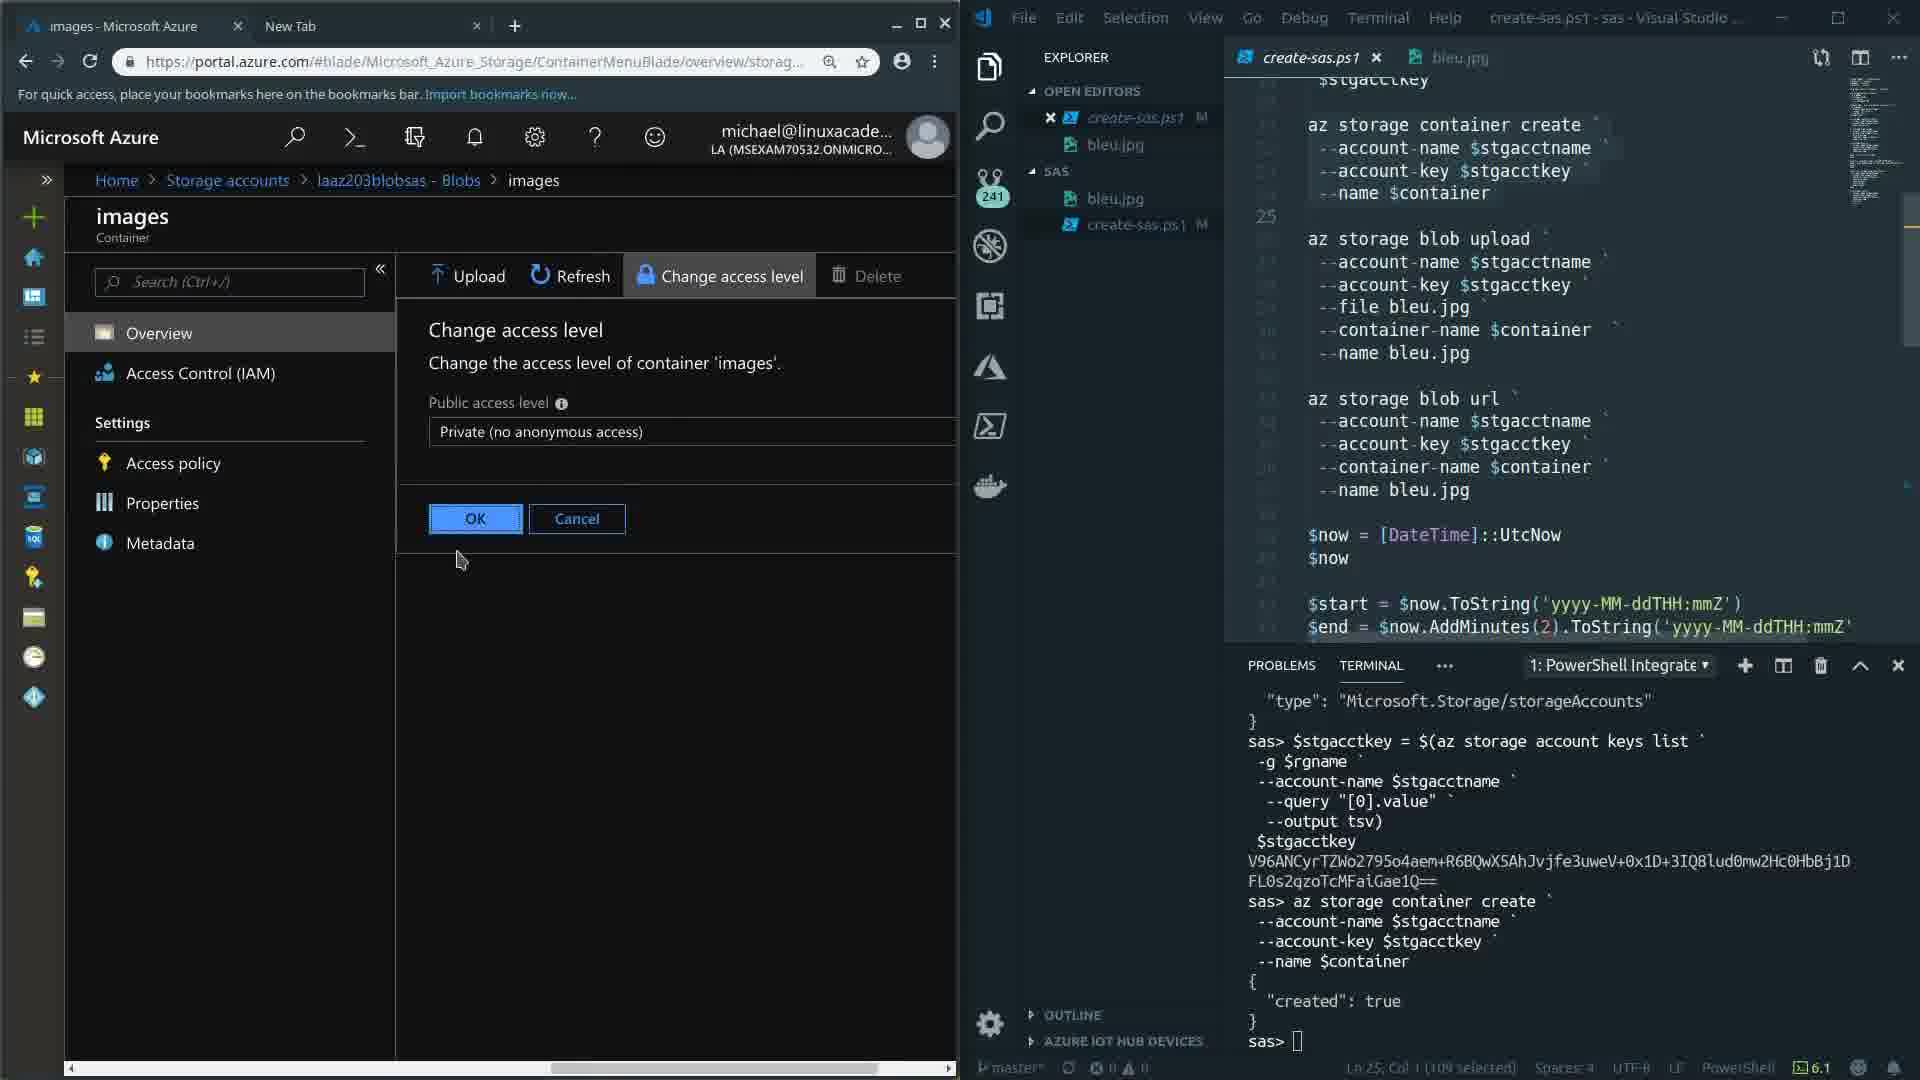 images - Microsoft Azure
New Tab
https://portal.azure.com/#blade/Microsoft_Azure_Storage/ContainerMenuBlade/overview/storag...
For quick access, place your bookmarks here on the bookmarks bar. Import bookmarks now...
Microsoft Azure
michael@linuxacade...
LA (MSEXAM70532.ONMICRO...
Home > Storage accounts > laaz203blobsas - Blobs > images
images
Container
Search (Ctrl+/)
Overview
Access Control (IAM)
Settings
Access policy
Properties
Metadata
Upload
Refresh
Change access level
Delete
Change access level
Change the access level of container 'images'.
Public access level
Private (no anonymous access)
OK
Cancel
File Edit Selection View Go Debug Terminal Help
create-sas.ps1 - sas - Visual Studio ...
EXPLORER
OPEN EDITORS
create-sas.ps1 M
bleu.jpg
SAS
bleu.jpg
create-sas.ps1 M
241
OUTLINE
AZURE IOT HUB DEVICES
create-sas.ps1
bleu.jpg
$stgacctkey
az storage container create `
--account-name $stgacctname `
--account-key $stgacctkey `
--name $container
25
az storage blob upload `
--account-name $stgacctname `
--account-key $stgacctkey `
--file bleu.jpg `
--container-name $container `
--name bleu.jpg
az storage blob url `
--account-name $stgacctname `
--account-key $stgacctkey `
--container-name $container `
--name bleu.jpg
$now = [DateTime]::UtcNow
$now
$start = $now.ToString('yyyy-MM-ddTHH:mmZ')
$end = $now.AddMinutes(2).ToString('yyyy-MM-ddTHH:mmZ'
PROBLEMS
TERMINAL
1: PowerShell Integrate
"type": "Microsoft.Storage/storageAccounts"
}
sas> $stgacctkey = $(az storage account keys list `
-g $rgname `
--account-name $stgacctname `
--query "[0].value" `
--output tsv)
$stgacctkey
V96ANCyrTZWo2795o4aem+R6BQwXSAhJvjfe3uweV+0x1D+3IQ8lud0mw2Hc0HbBj1D
FL0s2qzoTcMFaiGae1Q==
sas> az storage container create `
--account-name $stgacctname `
--account-key $stgacctkey `
--name $container
{
"created": true
}
sas>
master*
0
0
Ln 25, Col 1 (109 selected)
Spaces: 4
UTF-8
LF
PowerShell
6.1